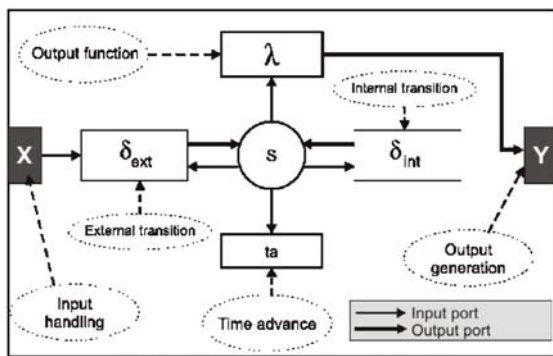 Output function
λ
Internal transition
X
δext
s
δint
Y
External transition
ta
Input
handling
Time advance
Output
generation
Input port
Output port